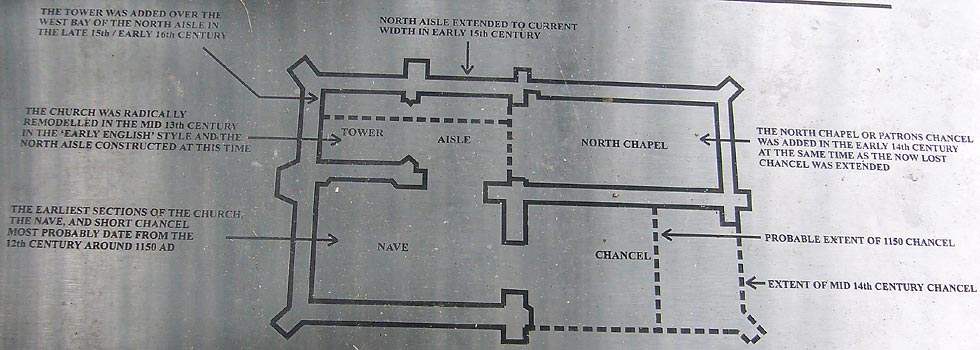 THE TOWER WAS ADDED OVER THE
WEST BAY OF THE NORTH AISLE IN
THE LATE 15th / EARLY 16th CENTURY
NORTH AISLE EXTENDED TO CURRENT
WIDTH IN EARLY 15th CENTURY
THE CHURCH WAS RADICALLY
REMODELLED IN THE MID 13th CENTURY
IN THE 'EARLY ENGLISH' STYLE AND THE
NORTH AISLE CONSTRUCTED AT THIS TIME
TOWER
AISLE
NORTH CHAPEL
THE NORTH CHAPEL OR PATRONS CHANCEL
WAS ADDED IN THE EARLY 14th CENTURY
AT THE SAME TIME AS THE NOW LOST
CHANCEL WAS EXTENDED
THE EARLIEST SECTIONS OF THE CHURCH,
THE NAVE, AND SHORT CHANCEL
MOST PROBABLY DATE FROM THE
12th CENTURY AROUND 1150 AD
NAVE
CHANCEL
PROBABLE EXTENT OF 1150 CHANCEL
EXTENT OF MID 14th CENTURY CHANCEL